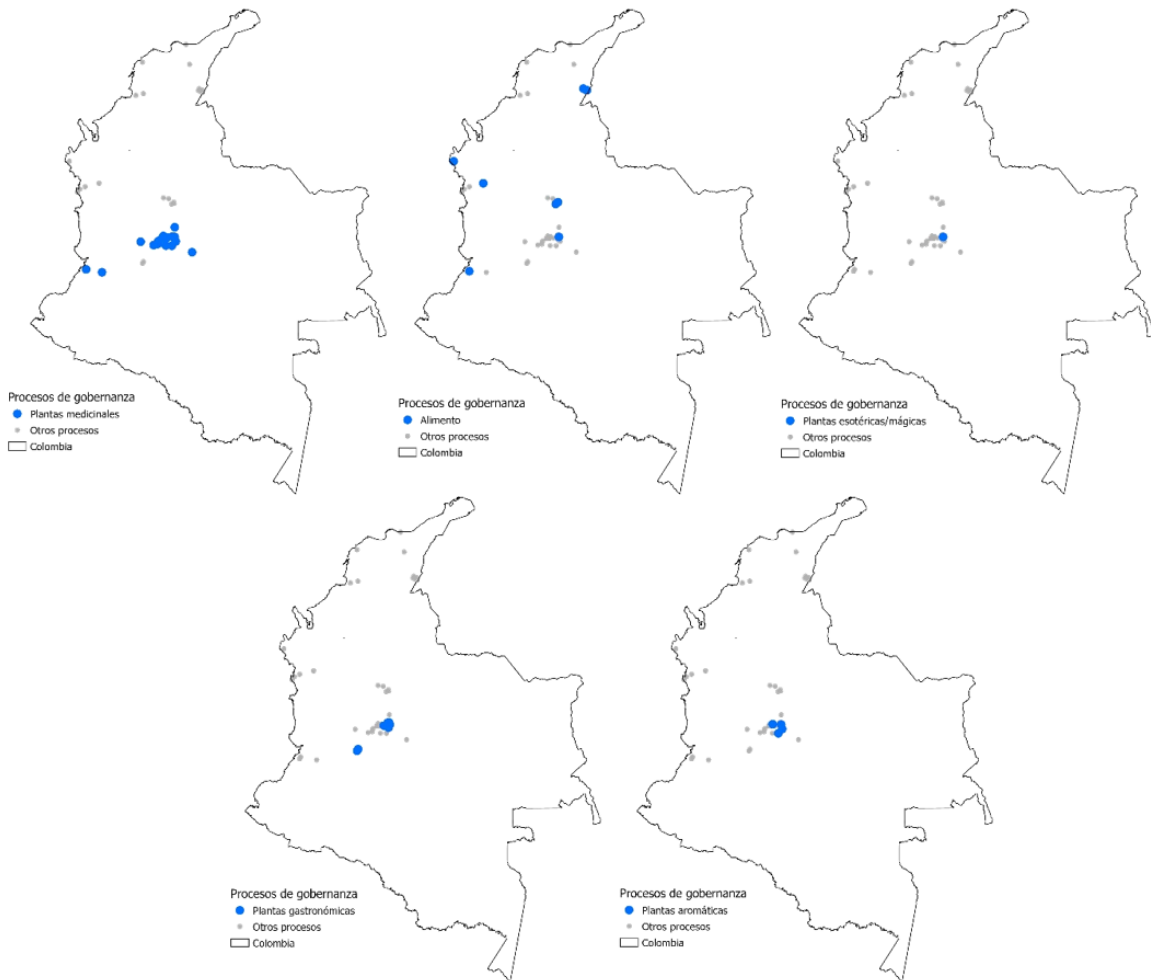 Procesos de gobernanza
Plantas medicinales
Otros procesos
Colombia
Procesos de gobernanza
Alimento
Otros procesos
Colombia
Procesos de gobernanza
Plantas esotéricas/mágicas
Otros procesos
Colombia
Procesos de gobernanza
Plantas gastronómicas
Otros procesos
Colombia
Procesos de gobernanza
Plantas aromáticas
Otros procesos
Colombia